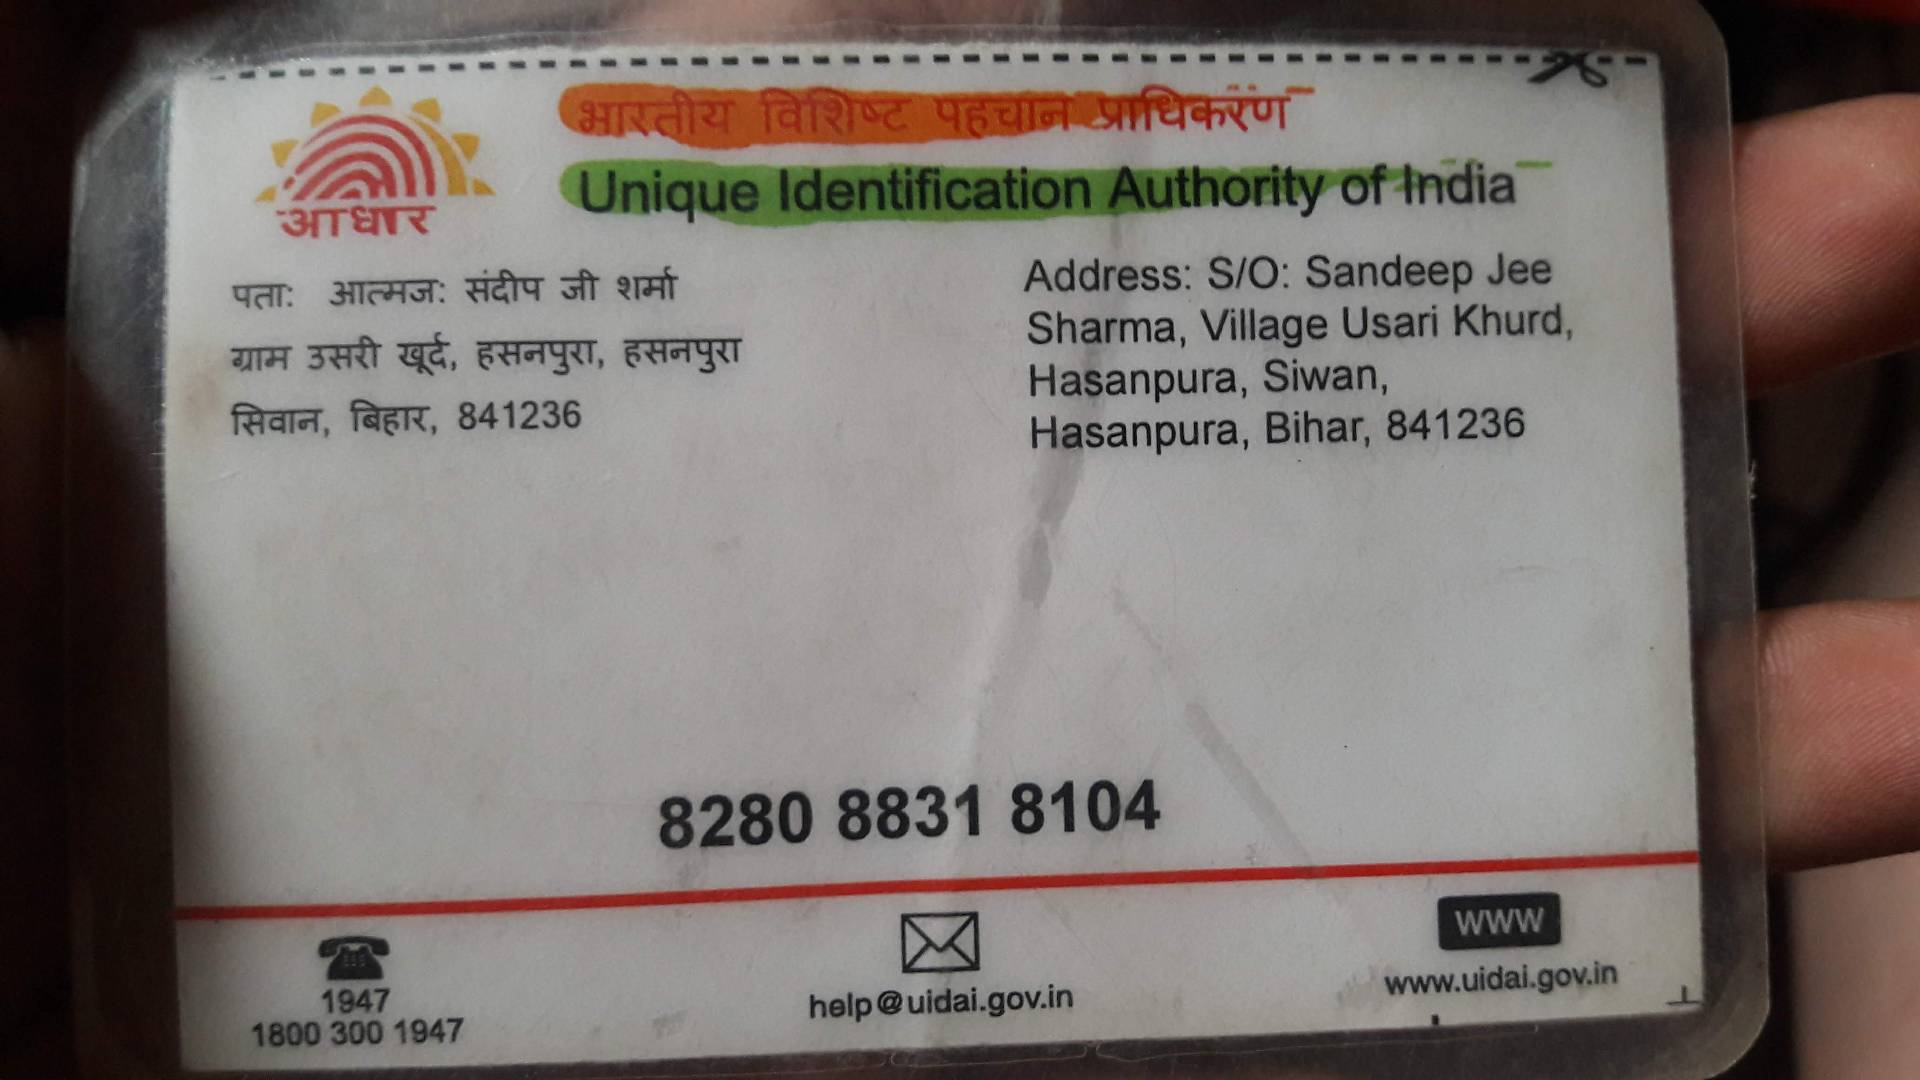 भारतीय विशिष्ट पहचान प्राधिकरण
Unique Identification Authority of India
आधार
पता: आत्मज: संदीप जी शर्मा
ग्राम उसरी खूर्द, हसनपुरा, हसनपुरा
सिवान, बिहार, 841236
Address: S/O: Sandeep Jee
Sharma, Village Usari Khurd,
Hasanpura, Siwan,
Hasanpura, Bihar, 841236
8280 8831 8104
1947
1800 300 1947
help@uidai.gov.in
WWW
www.uidai.gov.in